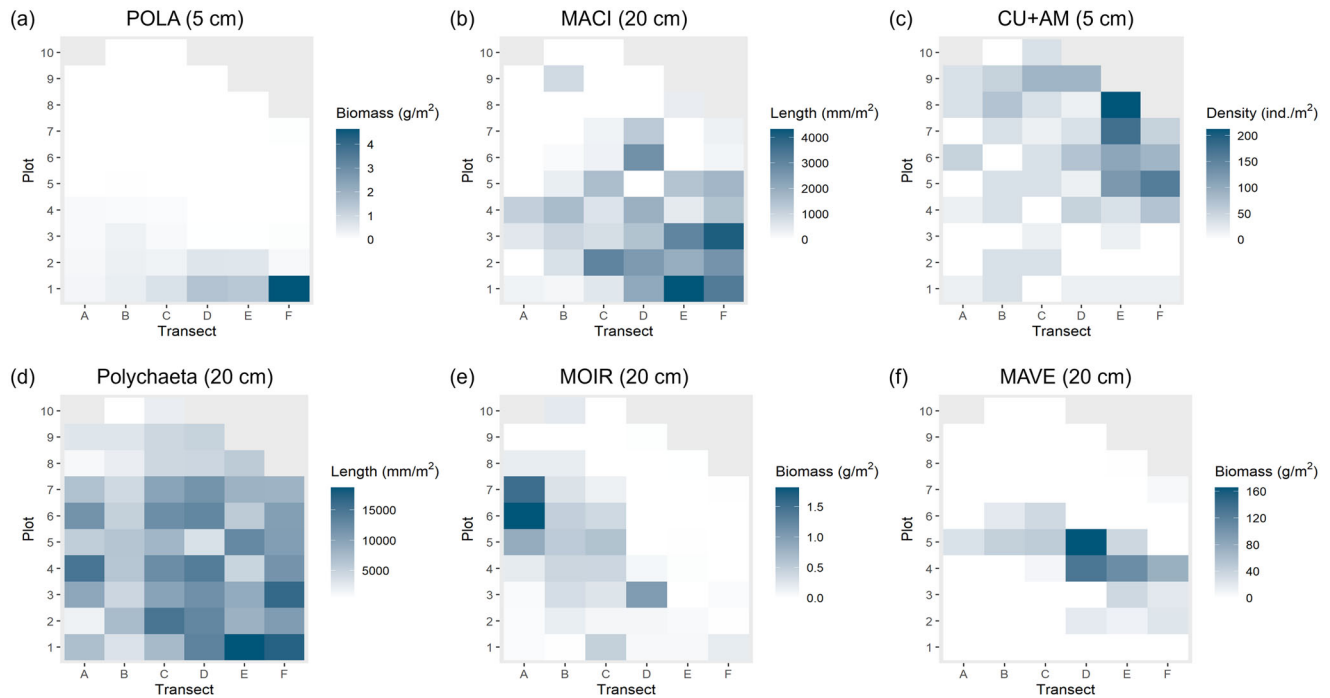 (a) POLA (5 cm)
10
9
8
7
6
5
4
3
2
1
Plot
A B C D E F
Transect
Biomass (g/m²)
4
3
2
1
0
(b) MACI (20 cm)
10
9
8
7
6
5
4
3
2
1
Plot
A B C D E F
Transect
Length (mm/m²)
4000
3000
2000
1000
0
(c) CU+AM (5 cm)
10
9
8
7
6
5
4
3
2
1
Plot
A B C D E F
Transect
Density (ind./m²)
200
150
100
50
0
(d) Polychaeta (20 cm)
10
9
8
7
6
5
4
3
2
1
Plot
A B C D E F
Transect
Length (mm/m²)
15000
10000
5000
(e) MOIR (20 cm)
10
9
8
7
6
5
4
3
2
1
Plot
A B C D E F
Transect
Biomass (g/m²)
1.5
1.0
0.5
0.0
(f) MAVE (20 cm)
10
9
8
7
6
5
4
3
2
1
Plot
A B C D E F
Transect
Biomass (g/m²)
160
120
80
40
0